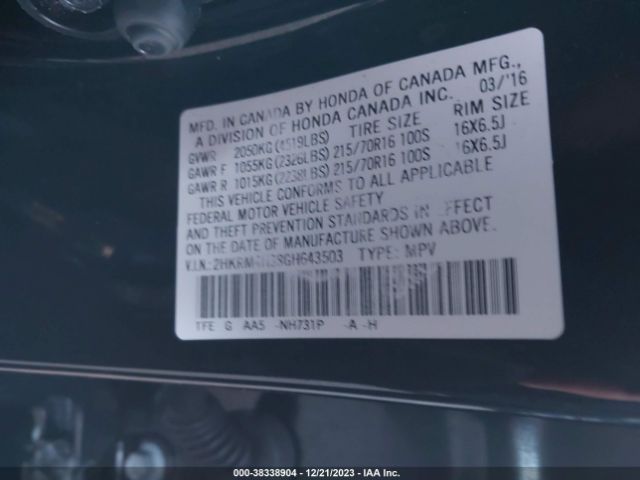 MFD. IN CANADA BY HONDA OF CANADA MFG.,
A DIVISION OF HONDA CANADA INC. 03/'16
GVWR 2050KG(4519LBS) TIRE SIZE RIM SIZE
GAWR F 1055KG(2326LBS) 215/70R16 100S 16X6.5J
GAWR R 1015KG(2238LBS) 215/70R16 100S 16X6.5J
THIS VEHICLE CONFORMS TO ALL APPLICABLE
FEDERAL MOTOR VEHICLE SAFETY
AND THEFT PREVENTION STANDARDS IN EFFECT
ON THE DATE OF MANUFACTURE SHOWN ABOVE.
V.I.N.: TYPE: MPV
TFE G AA5 -NH731P -A -H
000-38338904 - 12/21/2023 - IAA Inc.